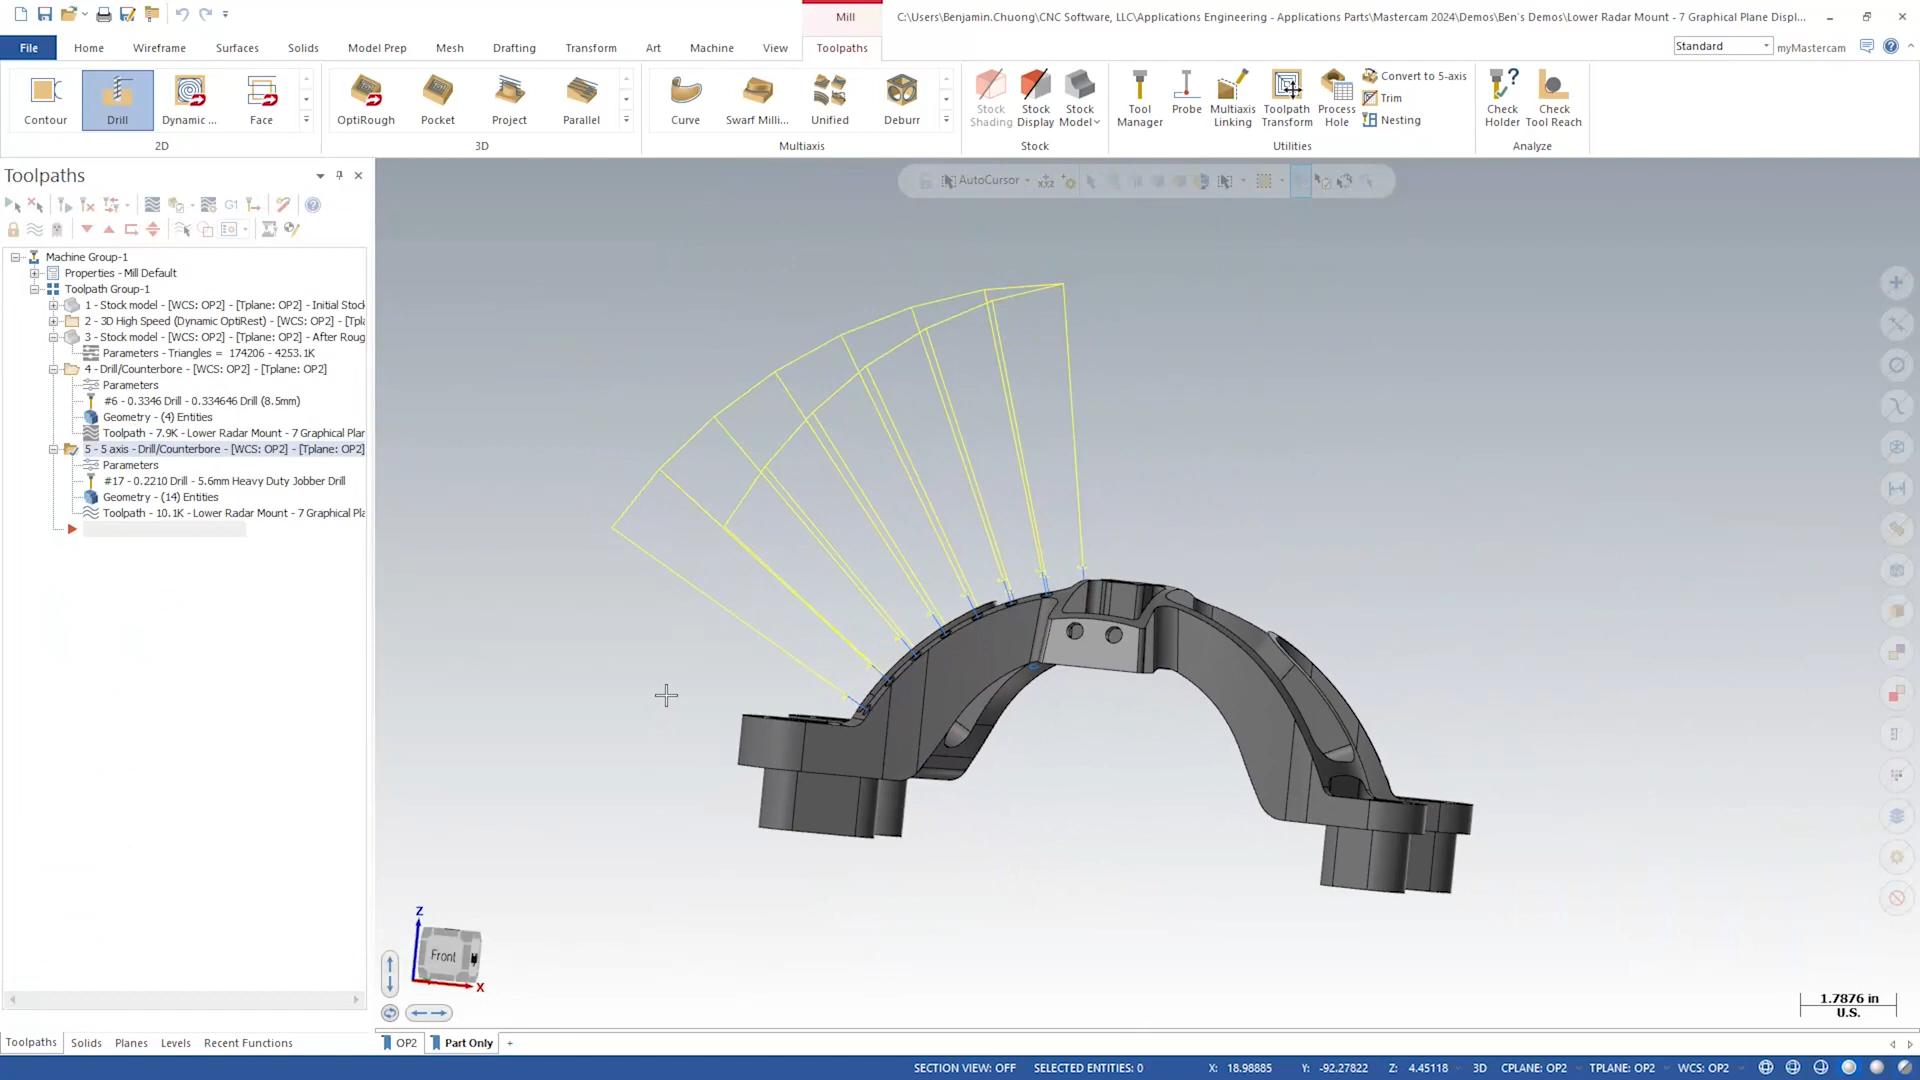 Mill
C:\Users\Benjamin.Chuong\CNC Software, LLC\Applications Engineering - Applications Parts\Mastercam 2024\Demos\Ben's Demos\Lower Radar Mount - 7 Graphical Plane Displ...
File
Home
Wireframe
Surfaces
Solids
Model Prep
Mesh
Drafting
Transform
Art
Machine
View
Toolpaths
Standard
myMastercam
Contour
Drill
Dynamic ...
Face
2D
OptiRough
Pocket
Project
Parallel
3D
Curve
Swarf Milli...
Unified
Deburr
Multiaxis
Stock Shading
Stock Display
Stock Model
Stock
Tool Manager
Probe
Multiaxis Linking
Toolpath Transform
Process Hole
Convert to 5-axis
Trim
Nesting
Utilities
Check Holder
Check Tool Reach
Analyze
Toolpaths
G1
AutoCursor
Machine Group-1
Properties - Mill Default
Toolpath Group-1
1 - Stock model - [WCS: OP2] - [Tplane: OP2] - Initial Stock
2 - 3D High Speed (Dynamic OptiRest) - [WCS: OP2] - [Tpla
3 - Stock model - [WCS: OP2] - [Tplane: OP2] - After Roug
Parameters - Triangles = 174206 - 4253.1K
4 - Drill/Counterbore - [WCS: OP2] - [Tplane: OP2]
Parameters
#6 - 0.3346 Drill - 0.334646 Drill (8.5mm)
Geometry - (4) Entities
Toolpath - 7.9K - Lower Radar Mount - 7 Graphical Plan
5 - 5 axis - Drill/Counterbore - [WCS: OP2] - [Tplane: OP2]
Parameters
#17 - 0.2210 Drill - 5.6mm Heavy Duty Jobber Drill
Geometry - (14) Entities
Toolpath - 10.1K - Lower Radar Mount - 7 Graphical Pla
Z
Front
X
1.7876 in
U.S.
Toolpaths
Solids
Planes
Levels
Recent Functions
OP2
Part Only
+
SECTION VIEW: OFF
SELECTED ENTITIES: 0
X: 18.98885
Y: -92.27822
Z: 4.45118
3D
CPLANE: OP2
TPLANE: OP2
WCS: OP2